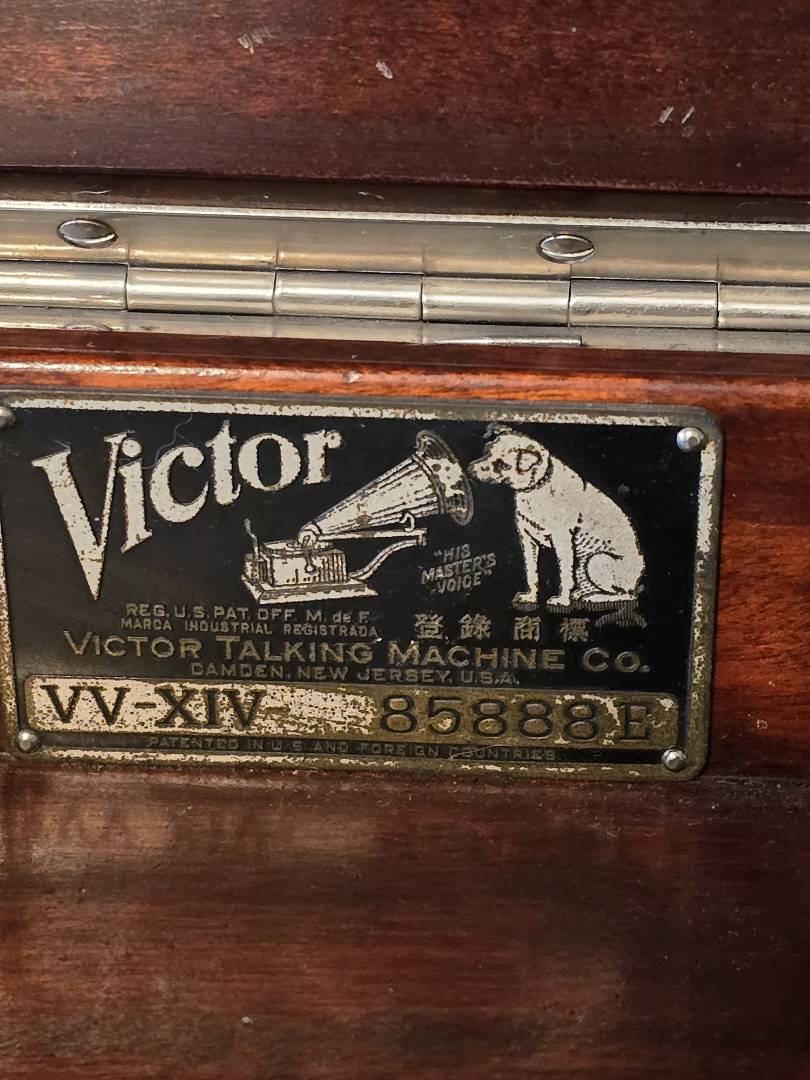 Victor
"HIS
MASTER'S
VOICE"
REG. U.S. PAT. OFF. M. de F.
MARCA INDUSTRIAL REGISTRADA
登錄商標
VICTOR TALKING MACHINE CO.
CAMDEN, NEW JERSEY, U.S.A.
VV-XIV- 85888E
PATENTED IN U.S. AND FOREIGN COUNTRIES